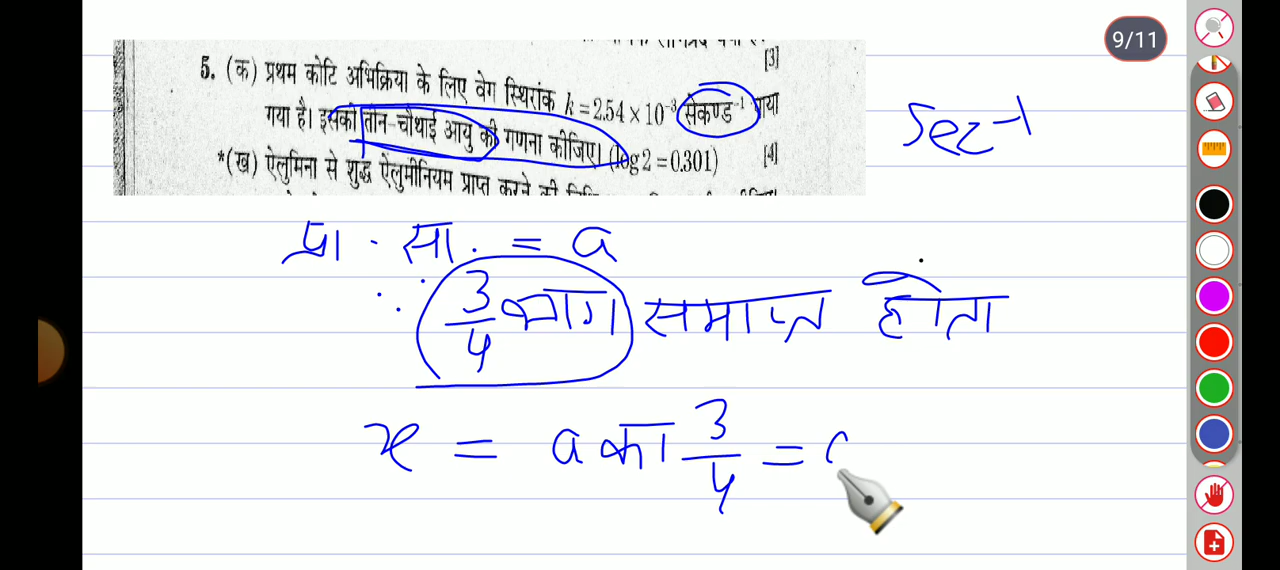 9/11
[3]
5. (क) प्रथम कोटि अभिक्रिया के लिए वेग स्थिरांक k = 2.54 × 10⁻³ सेकण्ड⁻¹ पाया
गया है। इसकी तीन-चौथाई आयु की गणना कीजिए। (log 2 = 0.301) [4]
*(ख) ऐलुमिना से शुद्ध ऐलुमीनियम प्राप्त करने की
Sec⁻¹
प्रा. सा. = a
∵ 3/4 भाग समाप्त होता
x = a का 3/4 =